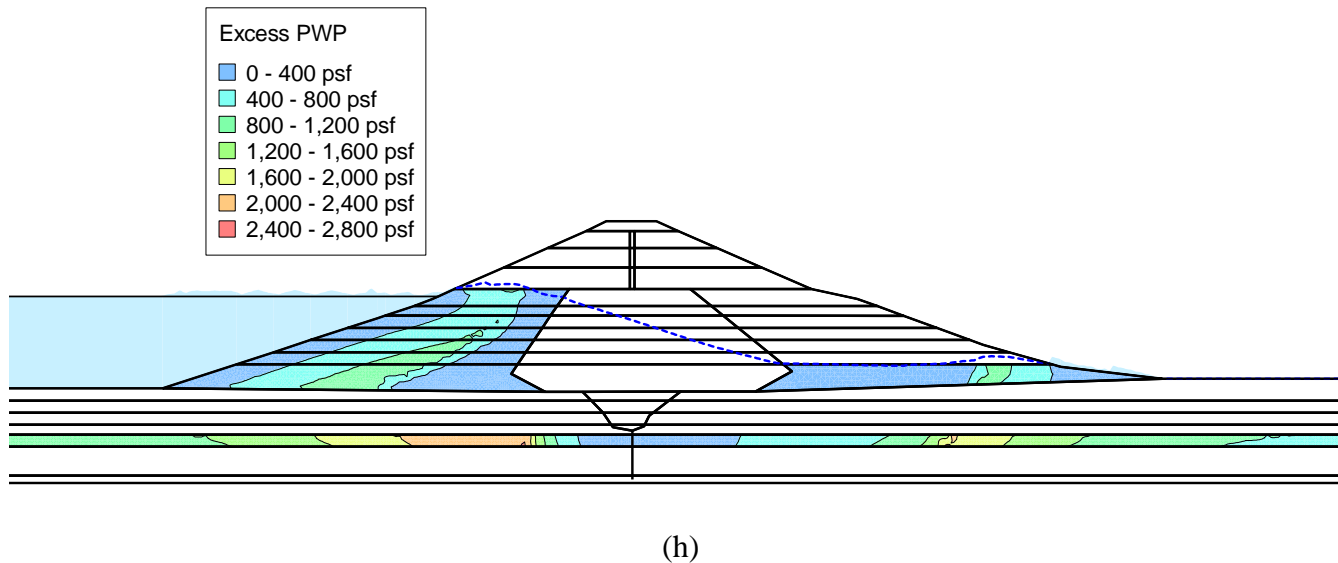 Excess PWP
0 - 400 psf
400 - 800 psf
800 - 1,200 psf
1,200 - 1,600 psf
1,600 - 2,000 psf
2,000 - 2,400 psf
2,400 - 2,800 psf
(h)